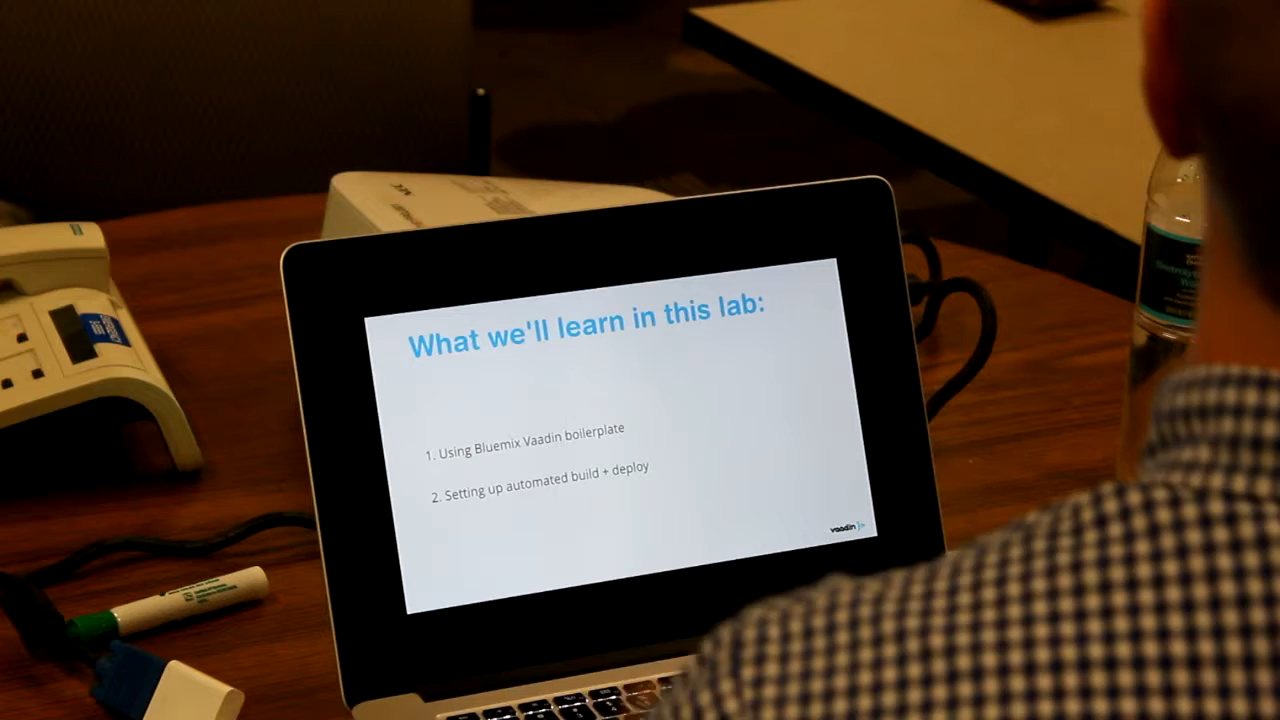 What we'll learn in this lab:
1. Using Bluemix Vaadin boilerplate
2. Setting up automated build + deploy
vaadin